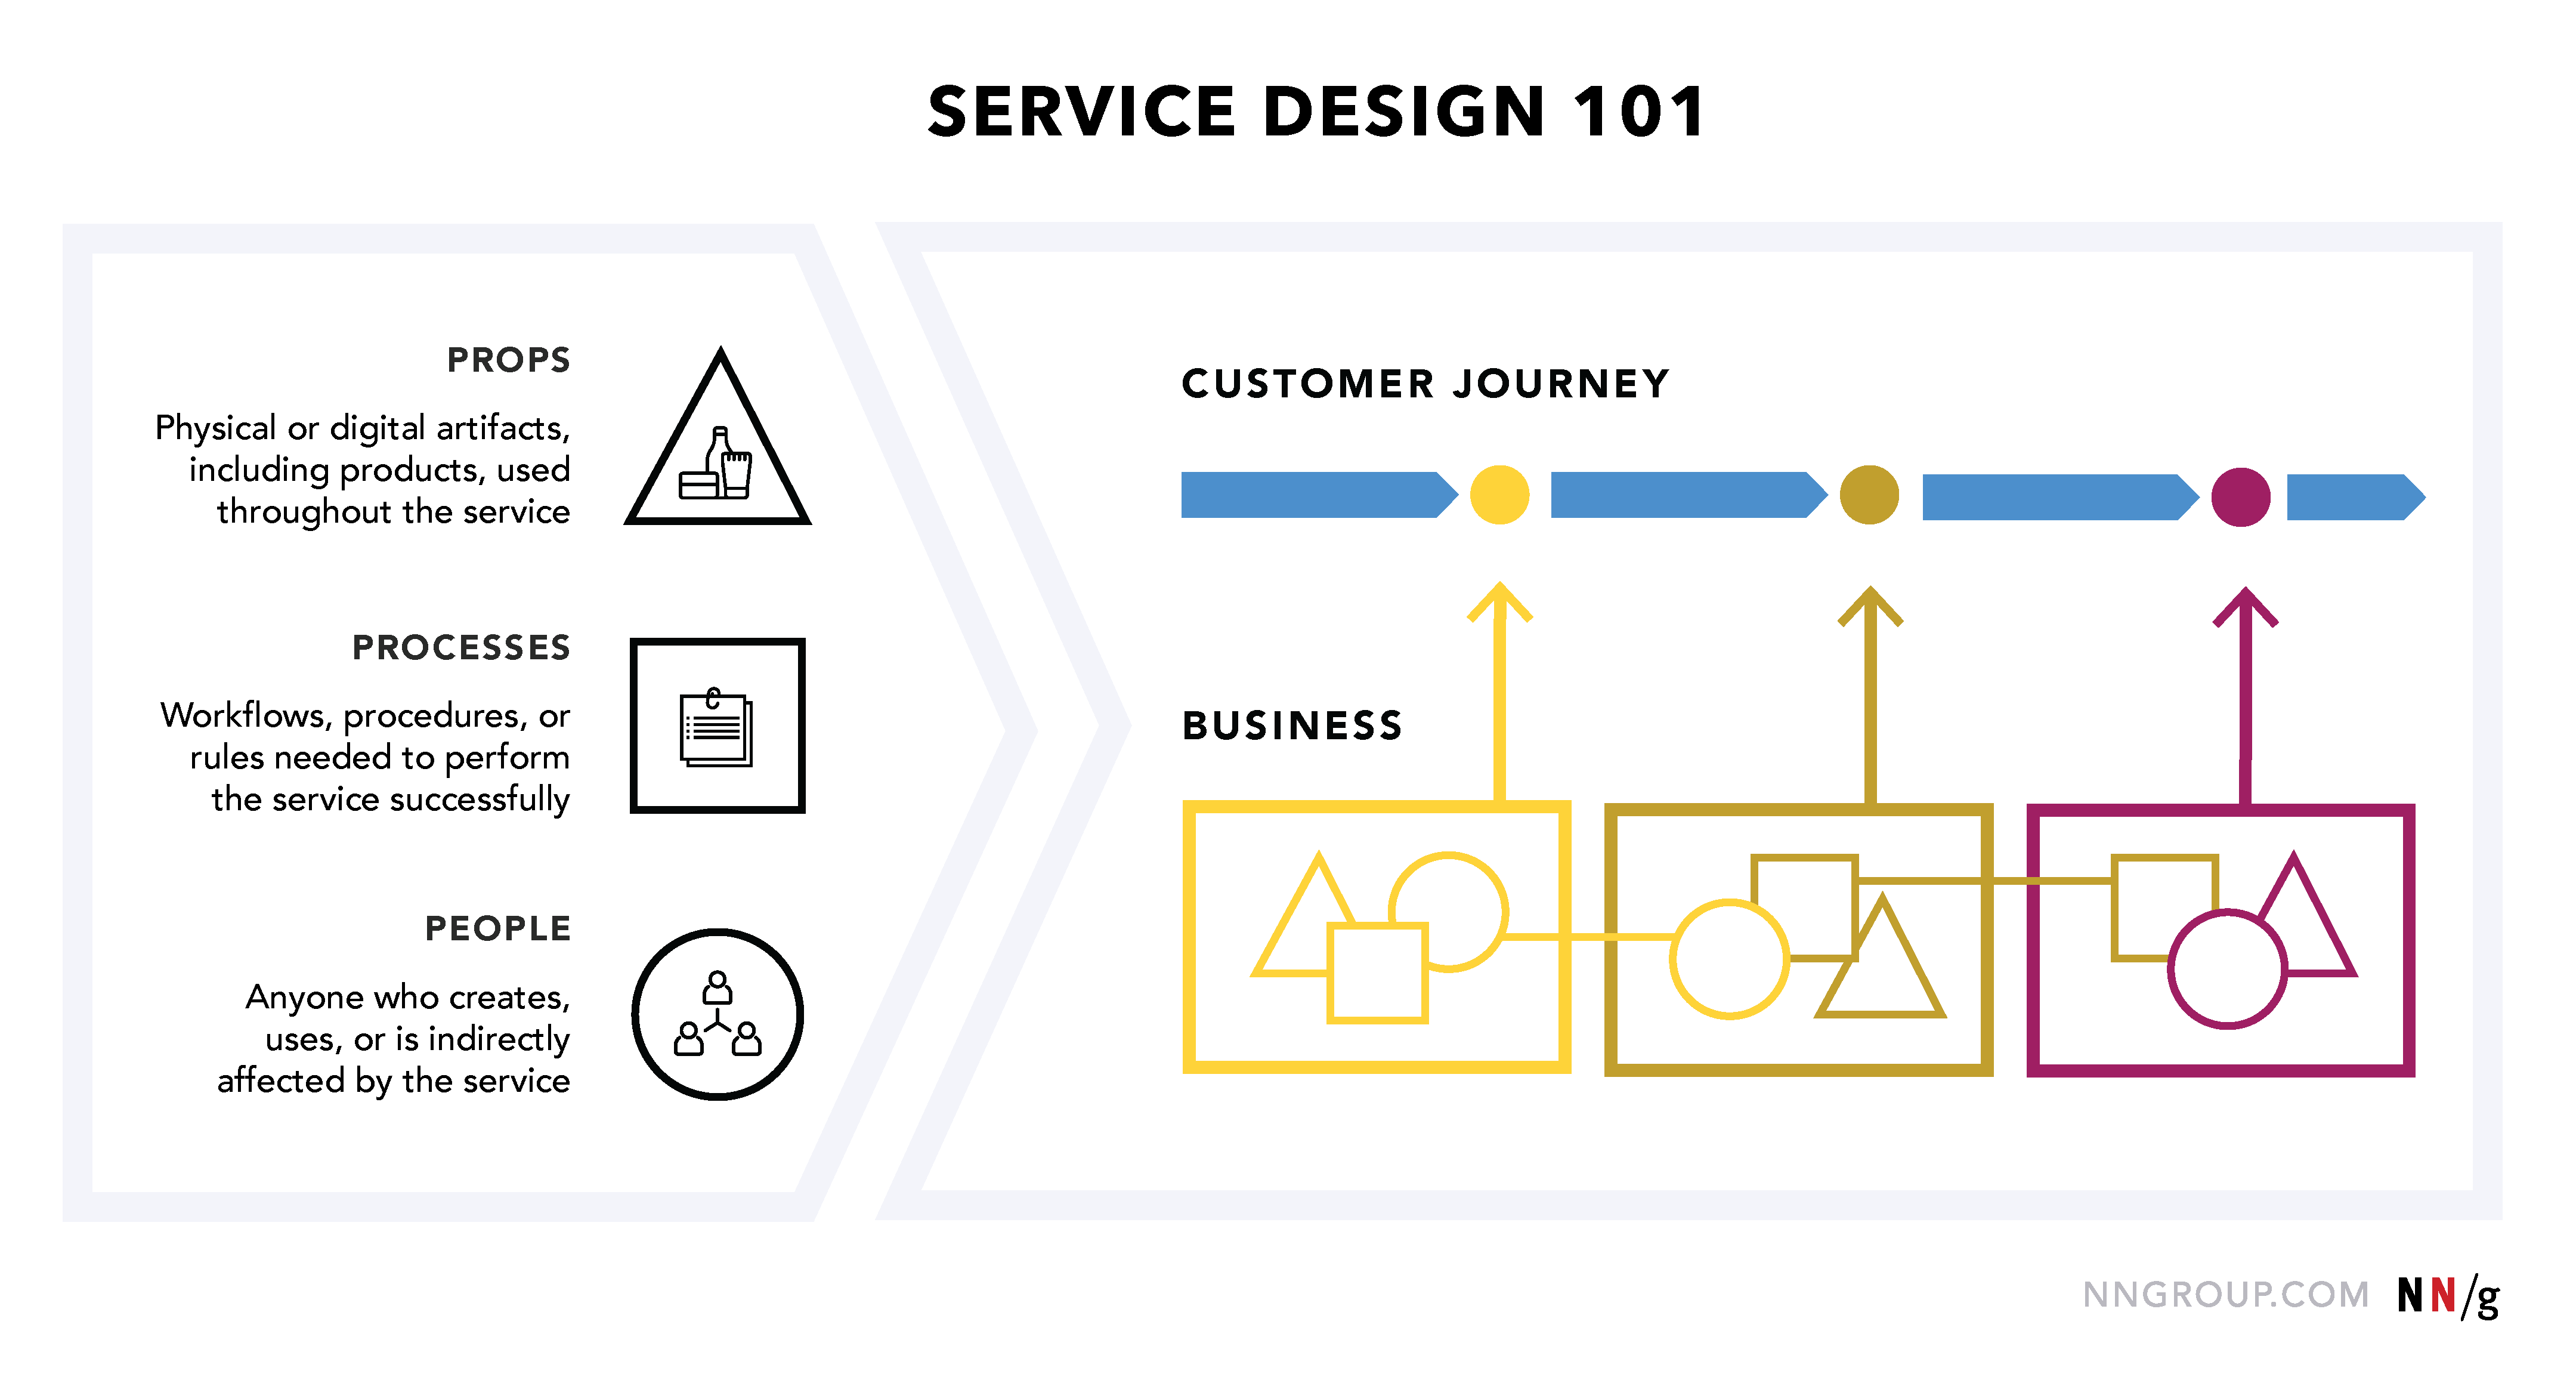 SERVICE DESIGN 101
PROPS
Physical or digital artifacts,
including products, used
throughout the service
PROCESSES
Workflows, procedures, or
rules needed to perform
the service successfully
PEOPLE
Anyone who creates,
uses, or is indirectly
affected by the service
CUSTOMER JOURNEY
BUSINESS
NNGROUP.COM NN/g